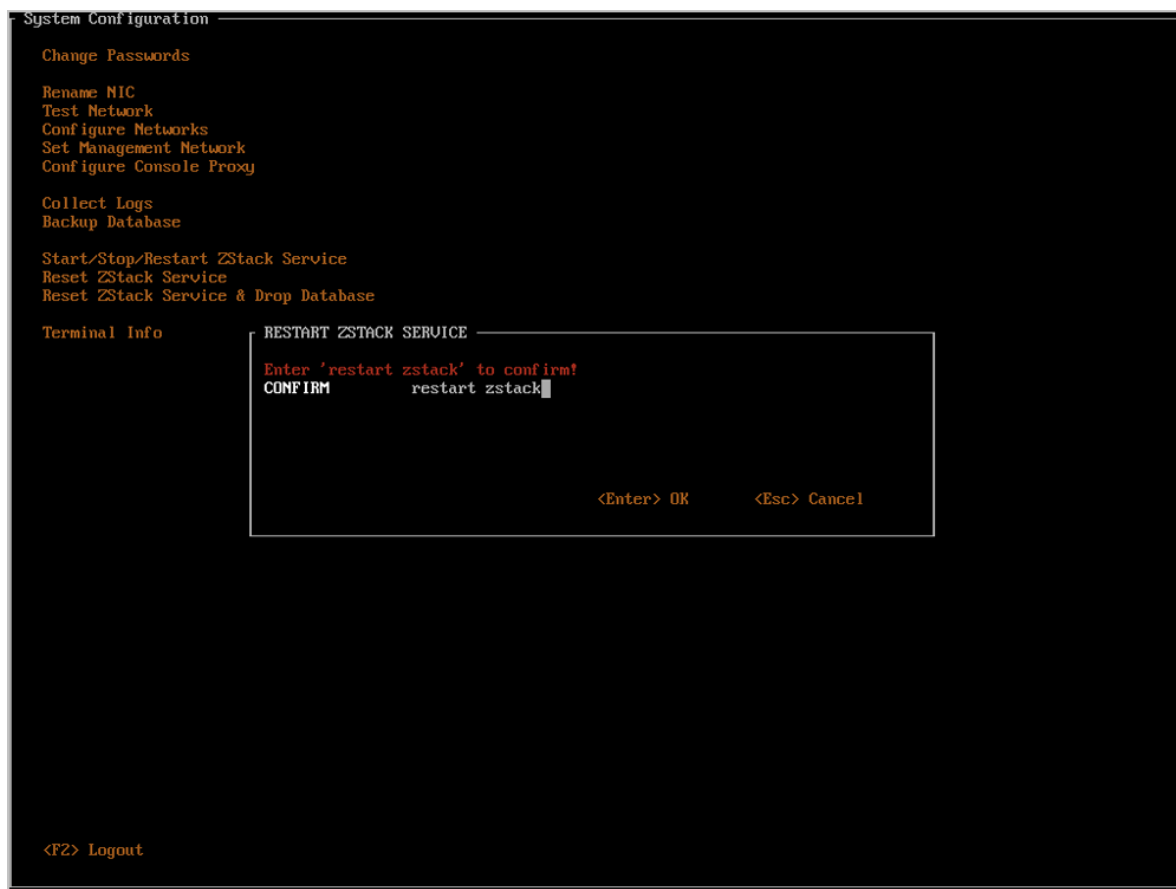 System Configuration
Change Passwords
Rename NIC
Test Network
Configure Networks
Set Management Network
Configure Console Proxy
Collect Logs
Backup Database
Start/Stop/Restart ZStack Service
Reset ZStack Service
Reset ZStack Service & Drop Database
Terminal Info
RESTART ZSTACK SERVICE
Enter 'restart zstack' to confirm!
CONFIRM restart zstack
<Enter> OK <Esc> Cancel
<F2> Logout